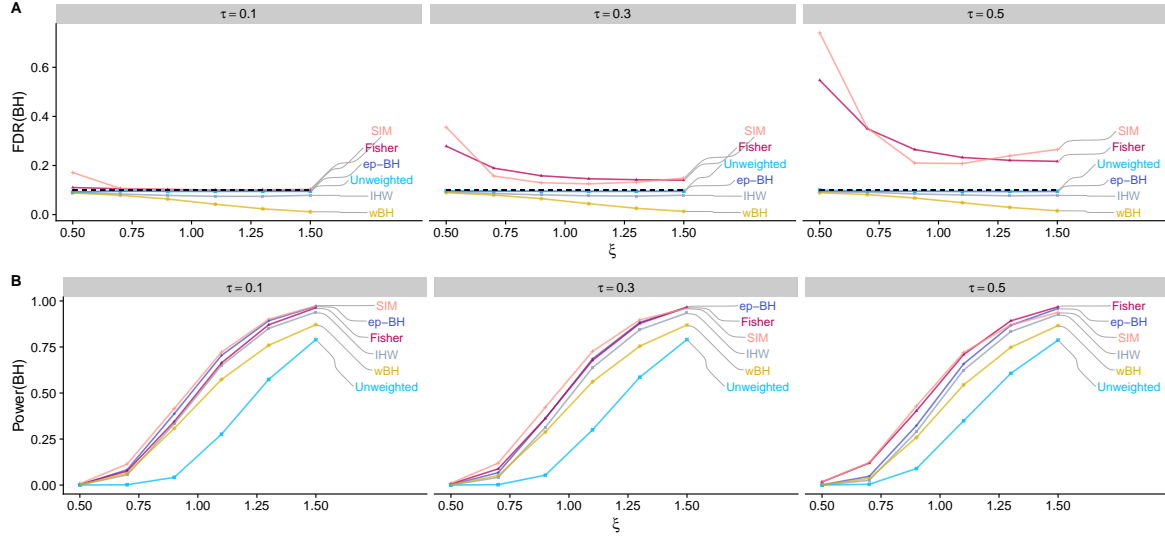 A
τ = 0.1
τ = 0.3
τ = 0.5
FDR(BH)
0.6
0.4
0.2
0.0
SIM
Fisher
ep−BH
Unweighted
IHW
wBH
SIM
Fisher
Unweighted
ep−BH
IHW
wBH
SIM
Fisher
Unweighted
ep−BH
IHW
wBH
0.50 0.75 1.00 1.25 1.50
0.50 0.75 1.00 1.25 1.50
0.50 0.75 1.00 1.25 1.50
ξ
B
τ = 0.1
τ = 0.3
τ = 0.5
Power(BH)
1.00
0.75
0.50
0.25
0.00
SIM
ep−BH
Fisher
IHW
wBH
Unweighted
ep−BH
Fisher
SIM
IHW
wBH
Unweighted
Fisher
ep−BH
SIM
IHW
wBH
Unweighted
0.50 0.75 1.00 1.25 1.50
0.50 0.75 1.00 1.25 1.50
0.50 0.75 1.00 1.25 1.50
ξ